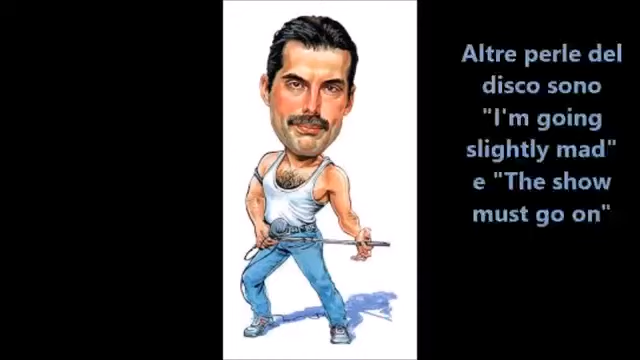 Altre perle del
disco sono
"I'm going
slightly mad"
e "The show
must go on"